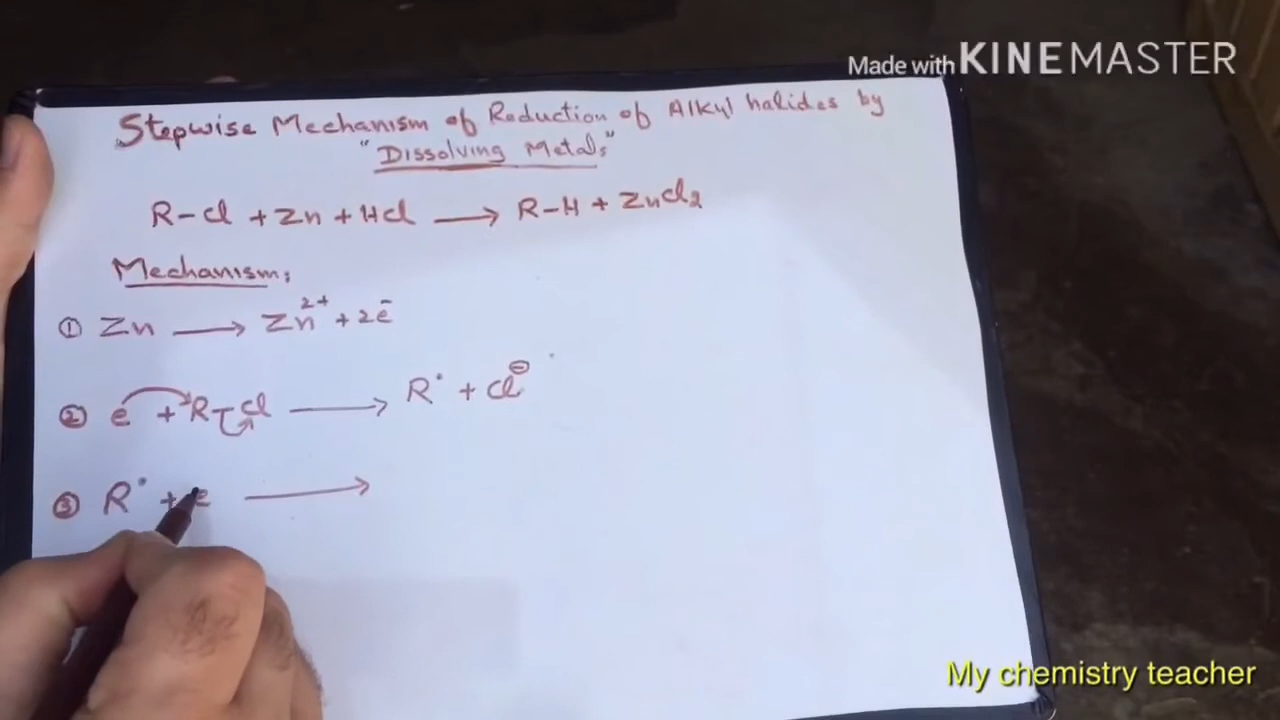 Made with KINEMASTER
Stepwise Mechanism of Reduction of Alkyl halides by
"Dissolving Metals"
R-Cl + Zn + HCl ⟶ R-H + ZnCl₂
Mechanism:
① Zn ⟶ Zn²⁺ + 2ē
② e + R-Cl ⟶ R• + Cl⊖
③ R• + e ⟶
My chemistry teacher